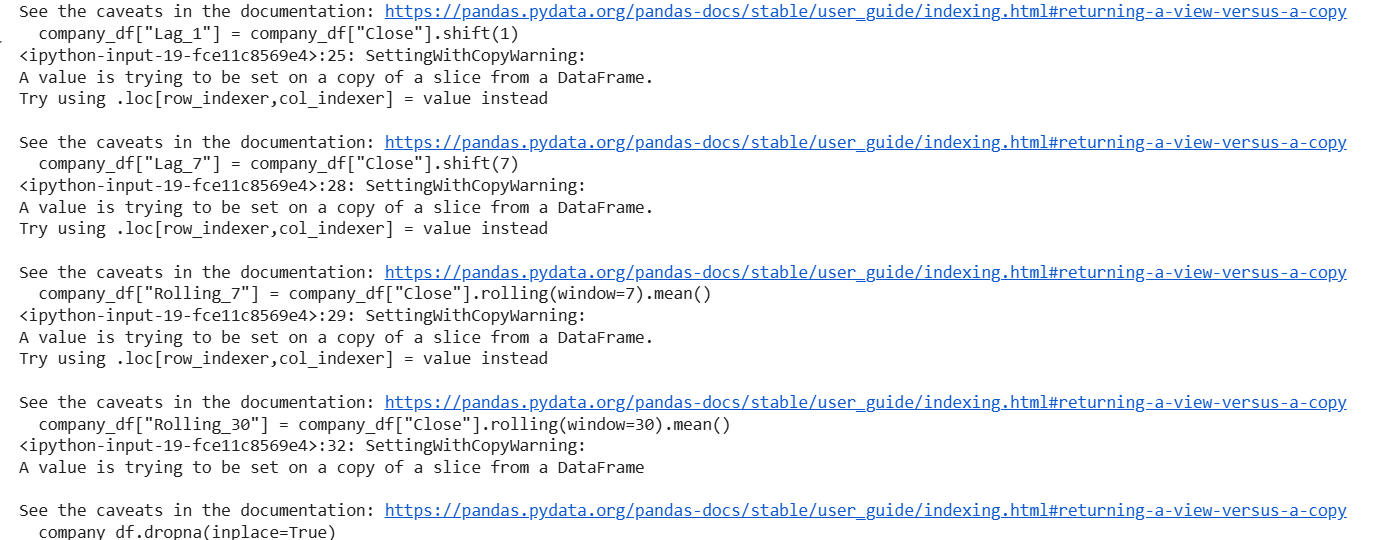 See the caveats in the documentation: https://pandas.pydata.org/pandas-docs/stable/user_guide/indexing.html#returning-a-view-versus-a-copy
  company_df["Lag_1"] = company_df["Close"].shift(1)
<ipython-input-19-fce11c8569e4>:25: SettingWithCopyWarning:
A value is trying to be set on a copy of a slice from a DataFrame.
Try using .loc[row_indexer,col_indexer] = value instead

See the caveats in the documentation: https://pandas.pydata.org/pandas-docs/stable/user_guide/indexing.html#returning-a-view-versus-a-copy
  company_df["Lag_7"] = company_df["Close"].shift(7)
<ipython-input-19-fce11c8569e4>:28: SettingWithCopyWarning:
A value is trying to be set on a copy of a slice from a DataFrame.
Try using .loc[row_indexer,col_indexer] = value instead

See the caveats in the documentation: https://pandas.pydata.org/pandas-docs/stable/user_guide/indexing.html#returning-a-view-versus-a-copy
  company_df["Rolling_7"] = company_df["Close"].rolling(window=7).mean()
<ipython-input-19-fce11c8569e4>:29: SettingWithCopyWarning:
A value is trying to be set on a copy of a slice from a DataFrame.
Try using .loc[row_indexer,col_indexer] = value instead

See the caveats in the documentation: https://pandas.pydata.org/pandas-docs/stable/user_guide/indexing.html#returning-a-view-versus-a-copy
  company_df["Rolling_30"] = company_df["Close"].rolling(window=30).mean()
<ipython-input-19-fce11c8569e4>:32: SettingWithCopyWarning:
A value is trying to be set on a copy of a slice from a DataFrame

See the caveats in the documentation: https://pandas.pydata.org/pandas-docs/stable/user_guide/indexing.html#returning-a-view-versus-a-copy
  company_df.dropna(inplace=True)